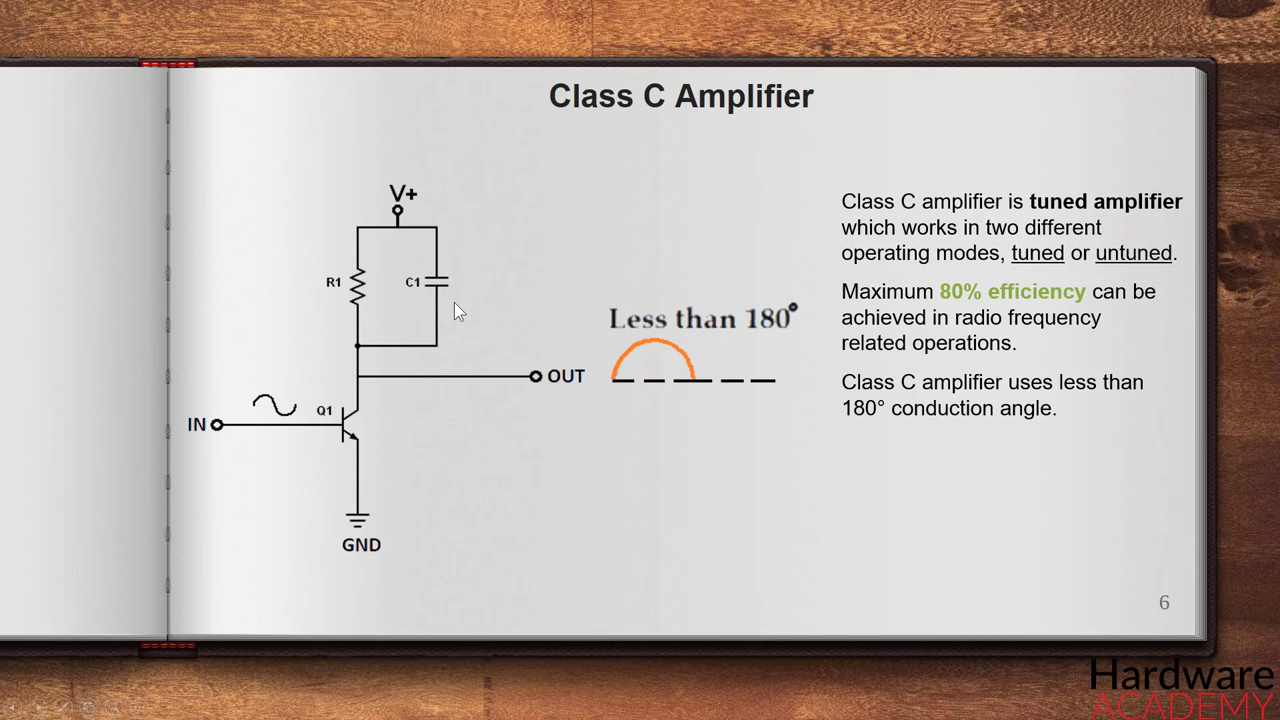 Class C Amplifier
V+
R1
C1
Q1
IN
OUT
GND
Less than 180°
Class C amplifier is tuned amplifier
which works in two different
operating modes, tuned or untuned.
Maximum 80% efficiency can be
achieved in radio frequency
related operations.
Class C amplifier uses less than
180° conduction angle.
6
Hardware
ACADEMY